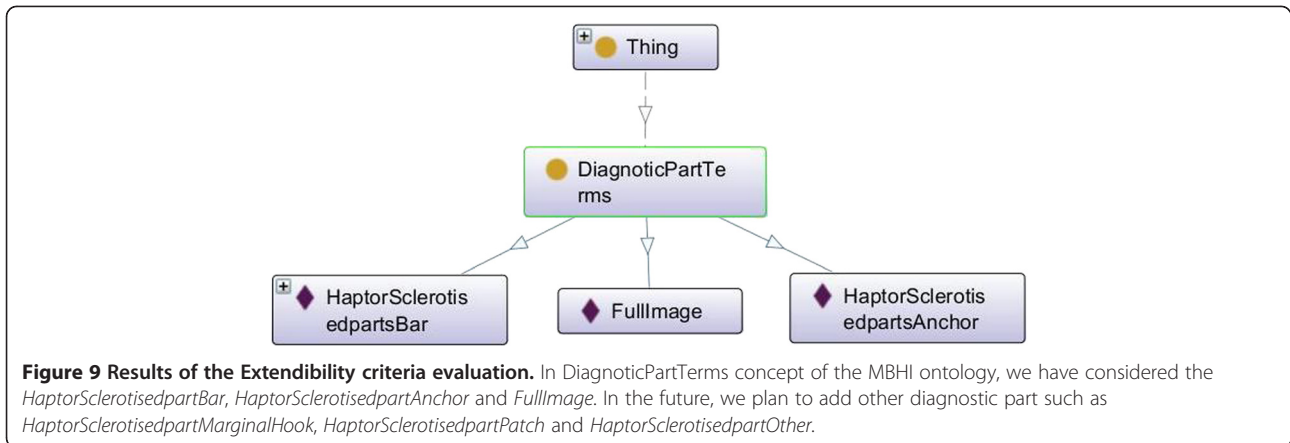 Thing
DiagnoticPartTe
rms
HaptorSclerotis
edpartsBar
FullImage
HaptorSclerotis
edpartsAnchor
Figure 9 Results of the Extendibility criteria evaluation. In DiagnoticPartTerms concept of the MBHI ontology, we have considered the
HaptorSclerotisedpartBar, HaptorSclerotisedpartAnchor and FullImage. In the future, we plan to add other diagnostic part such as
HaptorSclerotisedpartMarginalHook, HaptorSclerotisedpartPatch and HaptorSclerotisedpartOther.